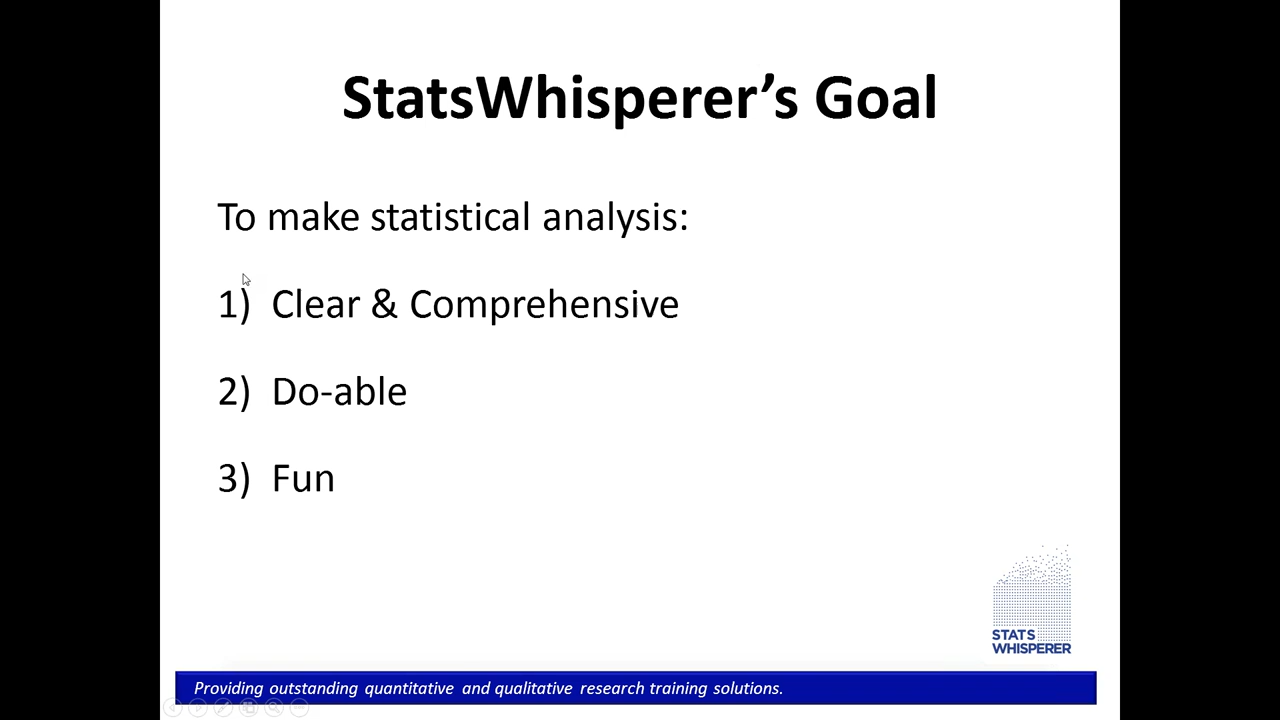 StatsWhisperer’s Goal
To make statistical analysis:
1) Clear & Comprehensive
2) Do-able
3) Fun
STATS
WHISPERER
Providing outstanding quantitative and qualitative research training solutions.